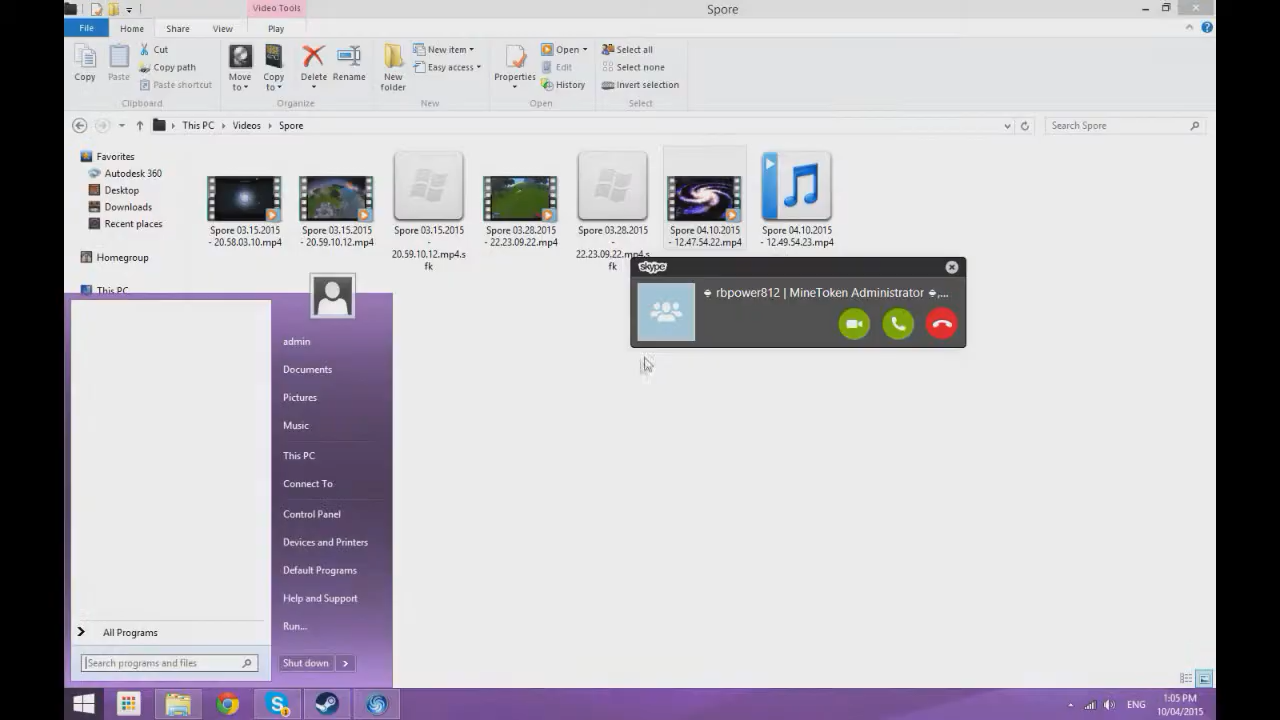 Video Tools
Spore
File
Home
Share
View
Play
Copy
Paste
Cut
Copy path
Paste shortcut
Clipboard
Move to
Copy to
Delete
Rename
Organize
New folder
New item
Easy access
New
Properties
Open
Edit
History
Open
Select all
Select none
Invert selection
Select
This PC
Videos
Spore
Search Spore
Favorites
Autodesk 360
Desktop
Downloads
Recent places
Homegroup
This PC
Spore 03.15.2015
- 20.58.03.10.mp4
Spore 03.15.2015
- 20.59.10.12.mp4
Spore 03.15.2015
-
20.59.10.12.mp4.s
fk
Spore 03.28.2015
- 22.23.09.22.mp4
Spore 03.28.2015
-
22.23.09.22.mp4.s
fk
Spore 04.10.2015
- 12.47.54.22.mp4
Spore 04.10.2015
- 12.49.54.23.mp4
skype
rbpower812 | MineToken Administrator ,...
admin
Documents
Pictures
Music
This PC
Connect To
Control Panel
Devices and Printers
Default Programs
Help and Support
Run...
All Programs
Search programs and files
Shut down
ENG
1:05 PM
10/04/2015